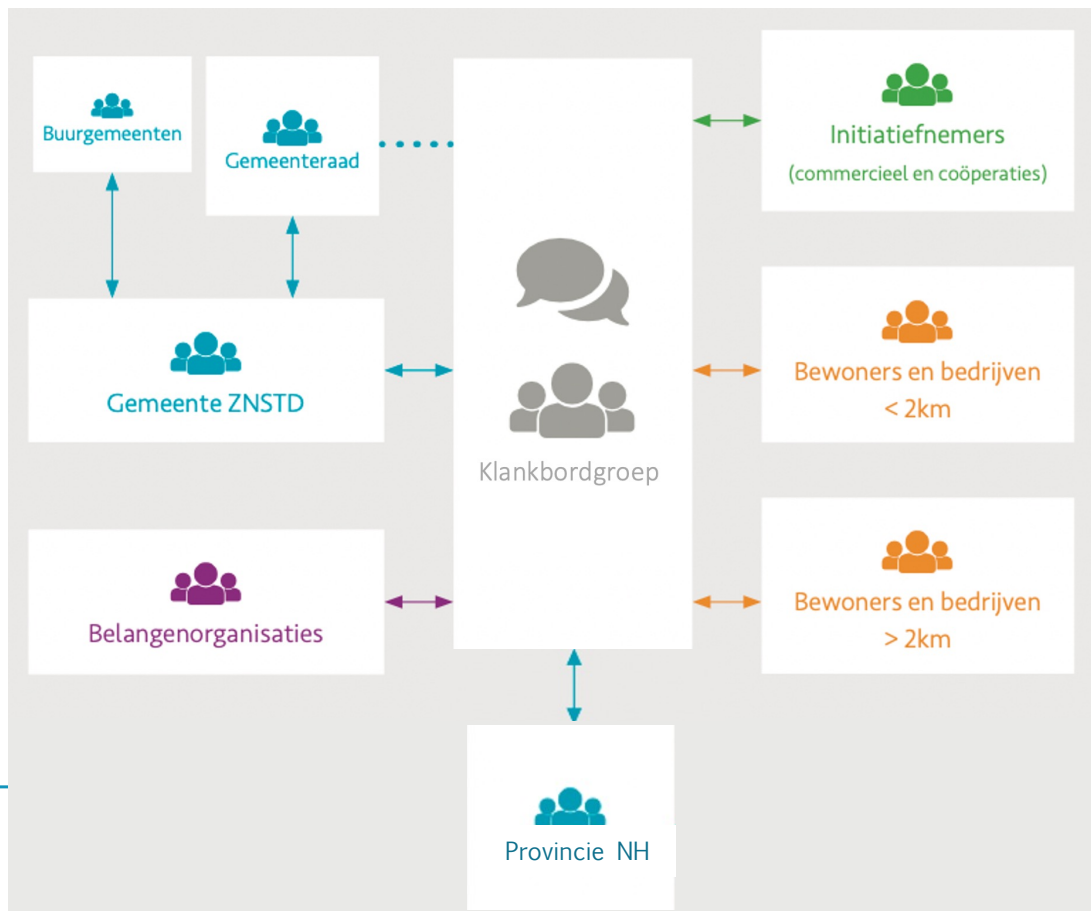 Buurgemeenten
Gemeenteraad
Initiatiefnemers
(commercieel en coöperaties)
Gemeente ZNSTD
Klankbordgroep
Bewoners en bedrijven
< 2km
Belangenorganisaties
Bewoners en bedrijven
> 2km
Provincie NH